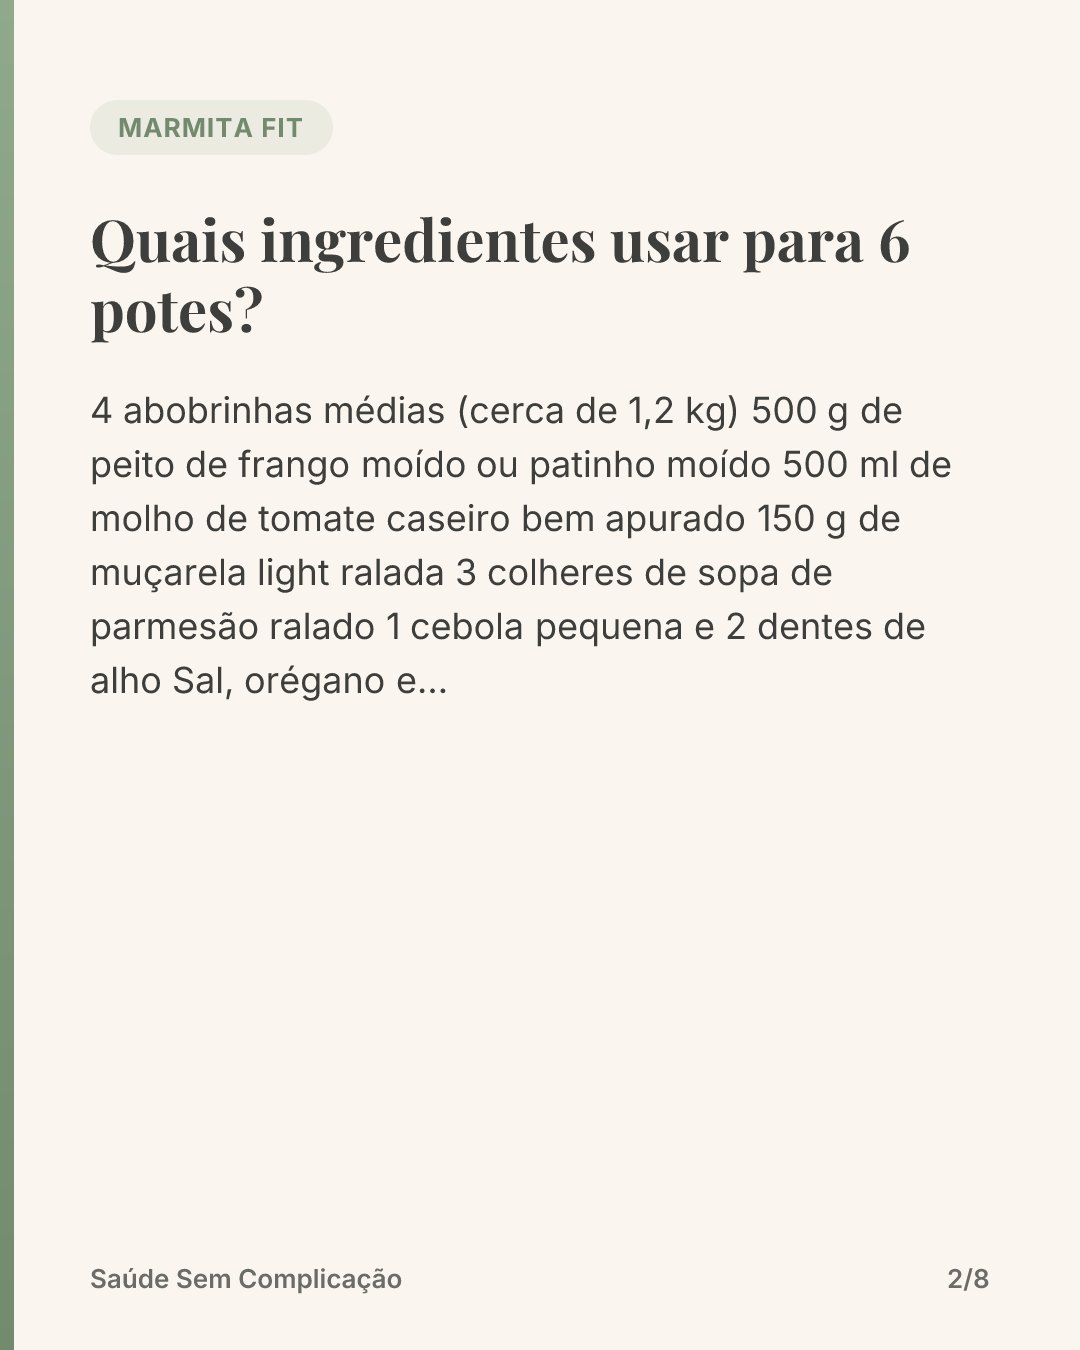 MARMITA FIT
Quais ingredientes usar para 6
potes?
4 abobrinhas médias (cerca de 1,2 kg) 500 g de
peito de frango moído ou patinho moído 500 ml de
molho de tomate caseiro bem apurado 150 g de
muçarela light ralada 3 colheres de sopa de
parmesão ralado 1 cebola pequena e 2 dentes de
alho Sal, orégano e...
Saúde Sem Complicação
2/8